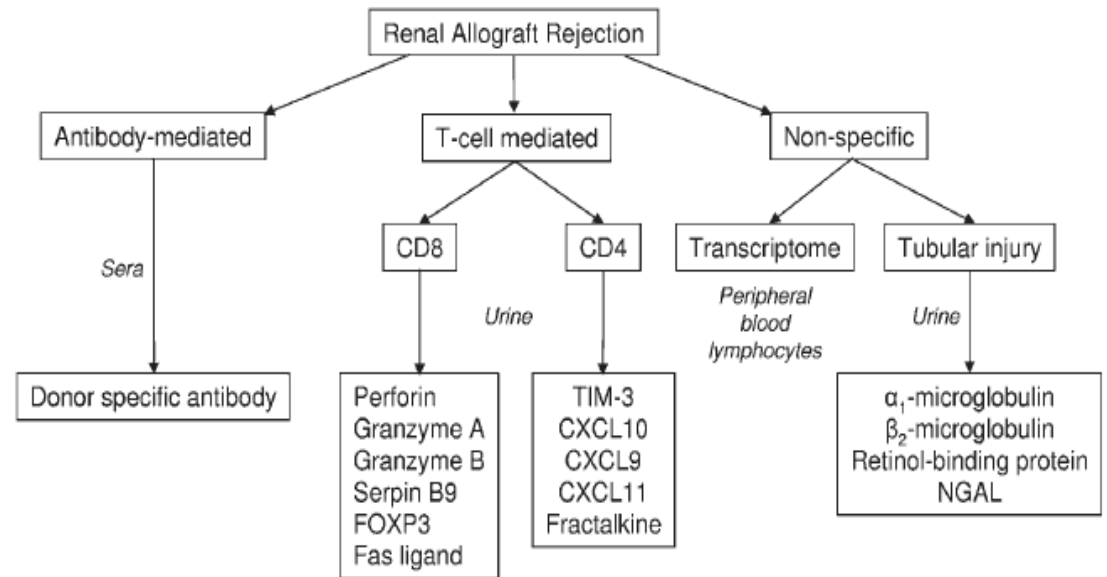 Renal Allograft Rejection
Antibody-mediated
T-cell mediated
Non-specific
CD8
CD4
Transcriptome
Tubular injury
Sera
Urine
Peripheral
blood
lymphocytes
Urine
Donor specific antibody
Perforin
Granzyme A
Granzyme B
Serpin B9
FOXP3
Fas ligand
TIM-3
CXCL10
CXCL9
CXCL11
Fractalkine
α₁-microglobulin
β₂-microglobulin
Retinol-binding protein
NGAL